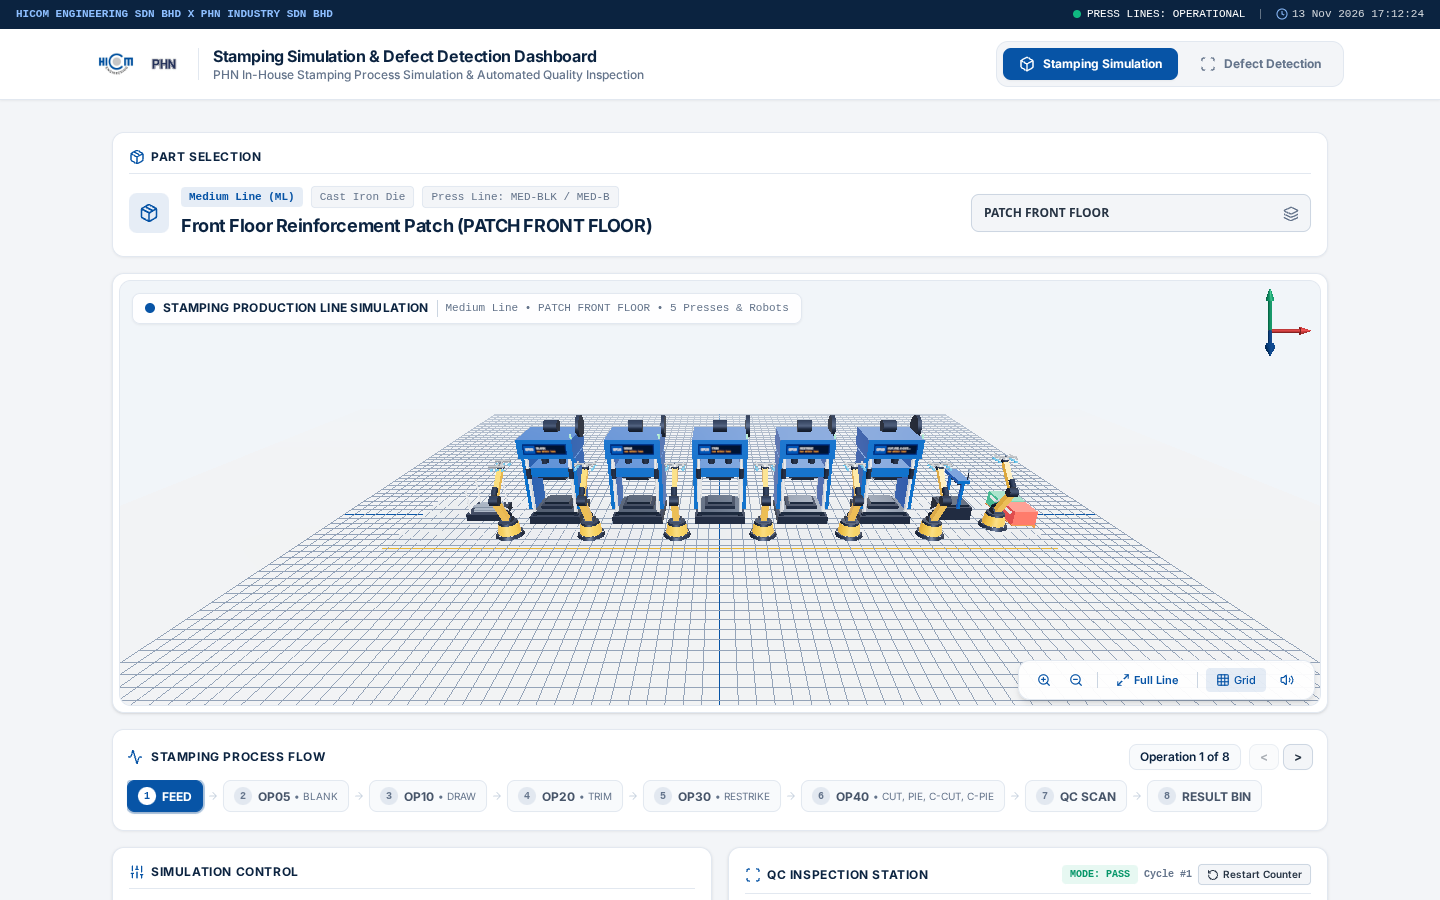 HICOM ENGINEERING SDN BHD X PHN INDUSTRY SDN BHD
PRESS LINES: OPERATIONAL | 13 Nov 2026 17:12:24
HICOM PHN
Stamping Simulation & Defect Detection Dashboard
PHN In-House Stamping Process Simulation & Automated Quality Inspection
Stamping Simulation
Defect Detection
PART SELECTION
Medium Line (ML) Cast Iron Die Press Line: MED-BLK / MED-B
Front Floor Reinforcement Patch (PATCH FRONT FLOOR)
PATCH FRONT FLOOR
STAMPING PRODUCTION LINE SIMULATION Medium Line • PATCH FRONT FLOOR • 5 Presses & Robots
Full Line Grid
STAMPING PROCESS FLOW
Operation 1 of 8 < >
1 FEED → 2 OP05 • BLANK → 3 OP10 • DRAW → 4 OP20 • TRIM → 5 OP30 • RESTRIKE → 6 OP40 • CUT, PIE, C-CUT, C-PIE → 7 QC SCAN → 8 RESULT BIN
SIMULATION CONTROL
QC INSPECTION STATION
MODE: PASS Cycle #1 Restart Counter